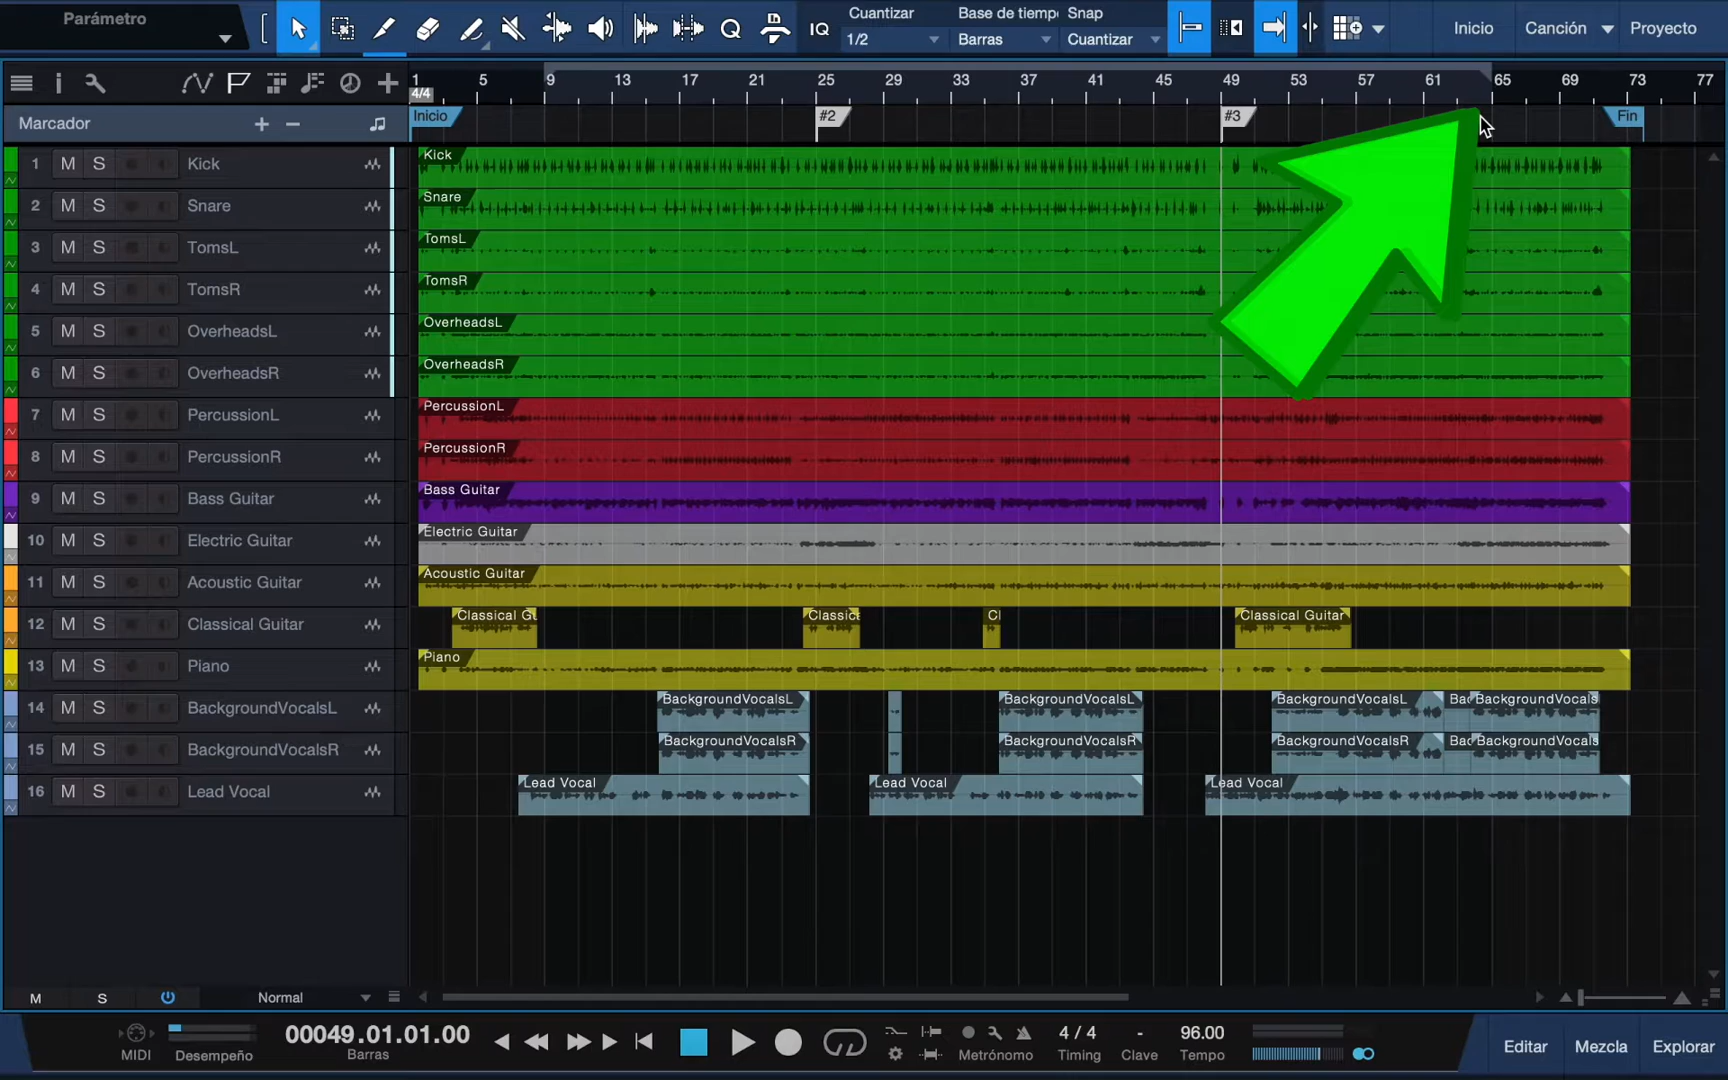 Parámetro
IQ
Cuantizar
1/2
Base de tiempo
Barras
Snap
Cuantizar
Inicio
Canción
Proyecto
1 5 9 13 17 21 25 29 33 37 41 45 49 53 57 61 65 69 73 77
4/4
Marcador
Inicio
#2
#3
Fin
1 M S Kick
Kick
2 M S Snare
Snare
3 M S TomsL
TomsL
4 M S TomsR
TomsR
5 M S OverheadsL
OverheadsL
6 M S OverheadsR
OverheadsR
7 M S PercussionL
PercussionL
8 M S PercussionR
PercussionR
9 M S Bass Guitar
Bass Guitar
10 M S Electric Guitar
Electric Guitar
11 M S Acoustic Guitar
Acoustic Guitar
12 M S Classical Guitar
Classical Gu Classica Cl Classical Guitar
13 M S Piano
Piano
14 M S BackgroundVocalsL
BackgroundVocalsL BackgroundVocalsL BackgroundVocalsL Bac BackgroundVocals
15 M S BackgroundVocalsR
BackgroundVocalsR BackgroundVocalsR BackgroundVocalsR Bac BackgroundVocals
16 M S Lead Vocal
Lead Vocal Lead Vocal Lead Vocal
M S Normal
MIDI
Desempeño
00049.01.01.00
Barras
Metrónomo
4 / 4
Timing
-
Clave
96.00
Tempo
Editar
Mezcla
Explorar